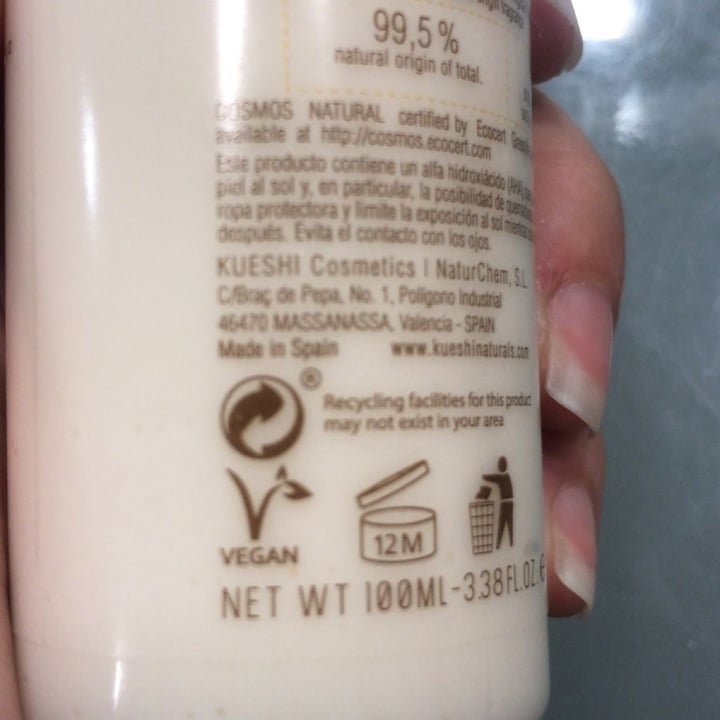 99,5%
natural origin of total.
COSMOS NATURAL certified by Ecocert
available at http://cosmos.ecocert.com
Este producto contiene un alfa hidroxiácido (AHA)
piel al sol y, en particular, la posibilidad de
ropa protectora y limite la exposición al sol
después. Evita el contacto con los ojos.
KUESHI Cosmetics | NaturChem, S.L.
C/Braç de Pepa, No. 1, Polígono Industrial
46470 MASSANASSA, Valencia - SPAIN
Made in Spain www.kueshinaturals.com
®
Recycling facilities for this product
may not exist in your area
12M
VEGAN
NET WT 100ML-3.38FL.OZ.